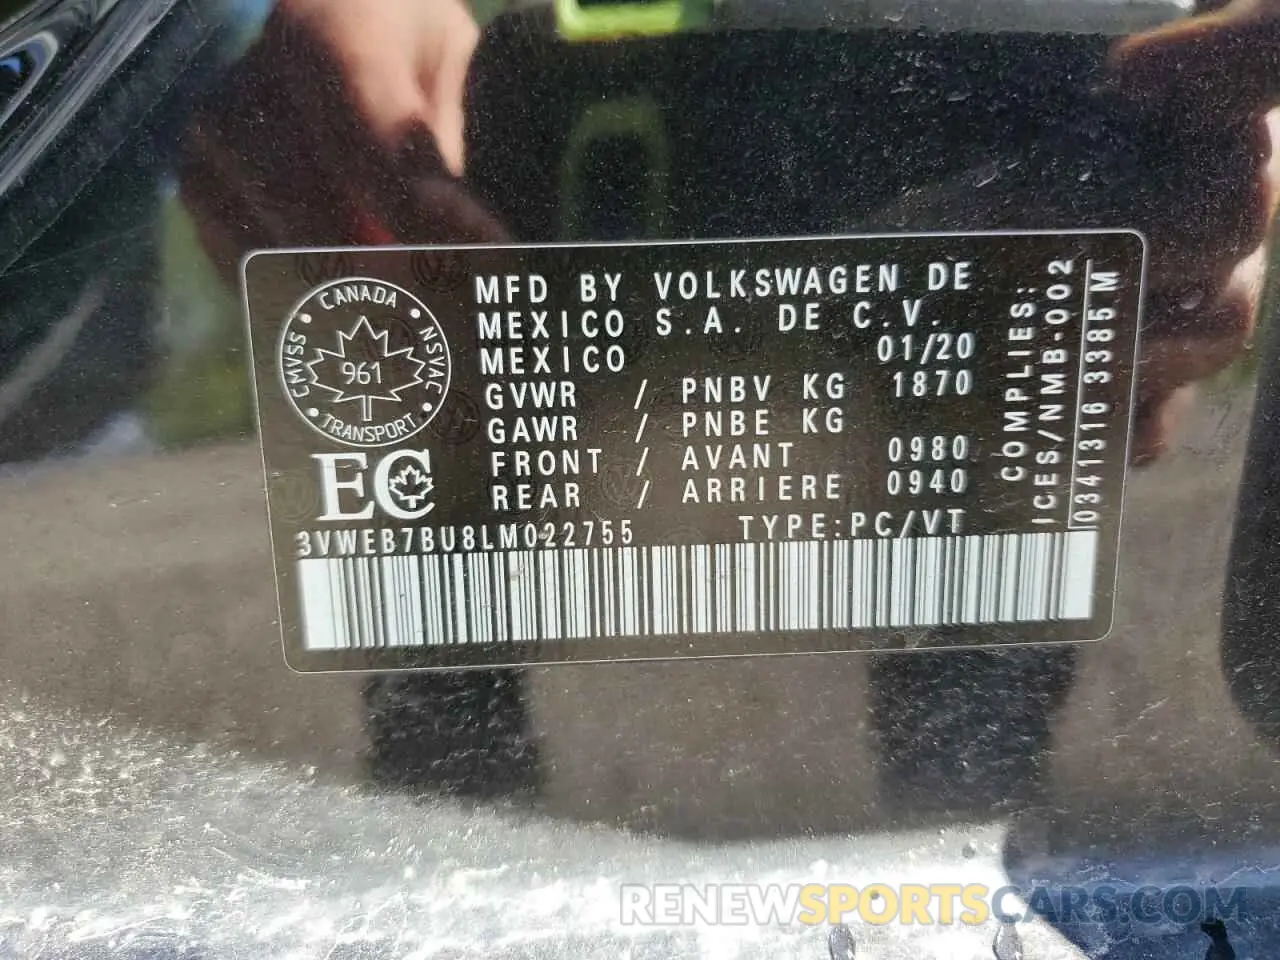 MFD BY VOLKSWAGEN DE
MEXICO S.A. DE C.V.
MEXICO 01/20
GVWR / PNBV KG 1870
GAWR / PNBE KG
FRONT / AVANT 0980
REAR / ARRIERE 0940
3VWEB7BU8LM022755 TYPE:PC/VT
CANADA
CMVSS
NSVAC
961
TRANSPORT
EC
COMPLIES:
ICES/NMB-002
0341316 3385M
RENEWSPORTSCARS.COM